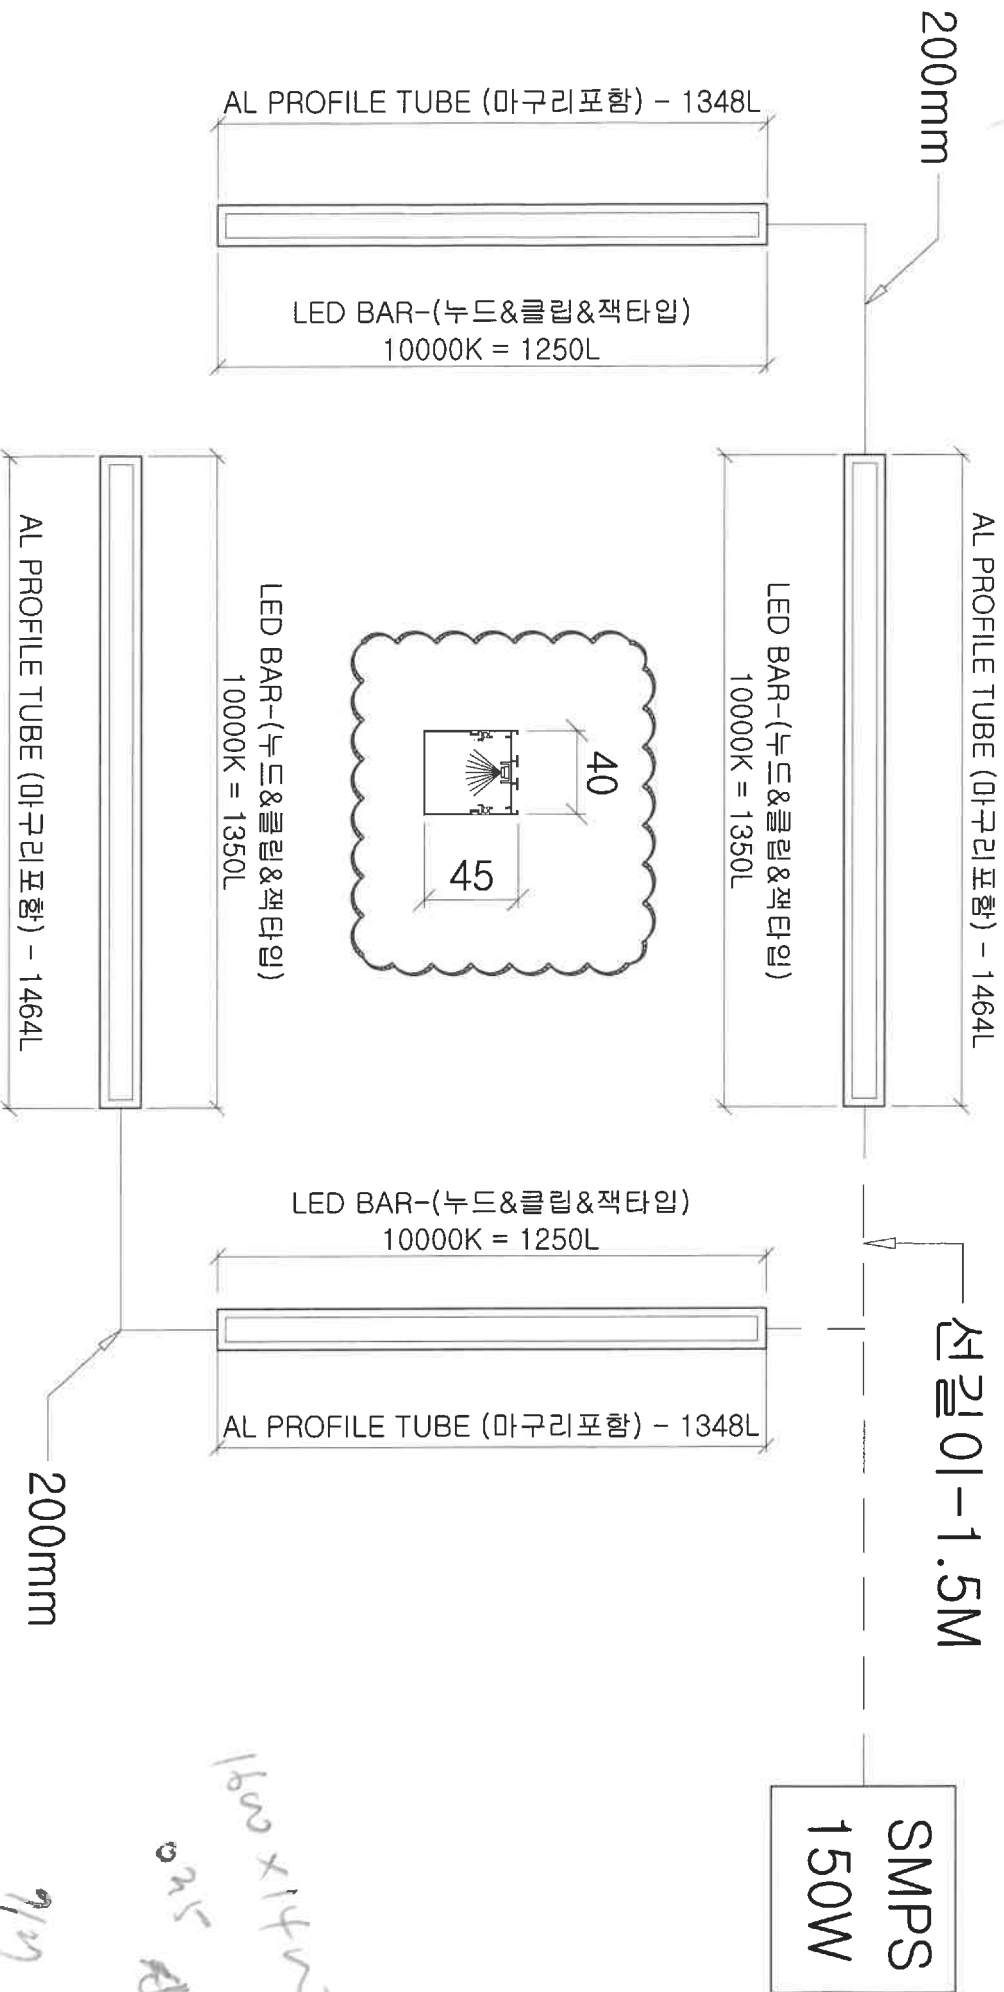 200mm
AL PROFILE TUBE (마구리포함) - 1348L
LED BAR-(누드&클립&잭타입)
10000K = 1250L
AL PROFILE TUBE (마구리포함) - 1464L
LED BAR-(누드&클립&잭타입)
10000K = 1350L
40
45
LED BAR-(누드&클립&잭타입)
10000K = 1350L
AL PROFILE TUBE (마구리포함) - 1464L
선길이-1.5M
LED BAR-(누드&클립&잭타입)
10000K = 1250L
AL PROFILE TUBE (마구리포함) - 1348L
200mm
SMPS
150W